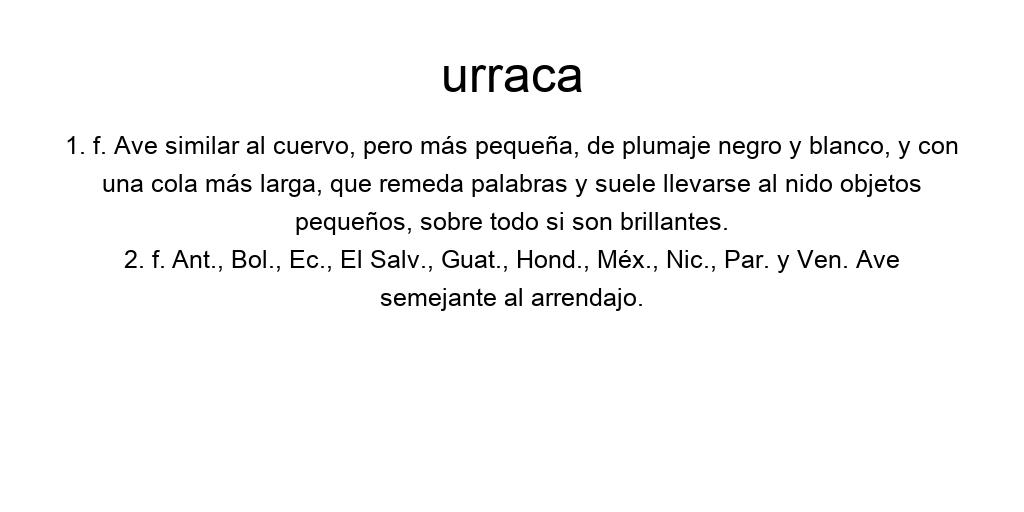 urraca
1. f. Ave similar al cuervo, pero más pequeña, de plumaje negro y blanco, y con
una cola más larga, que remeda palabras y suele llevarse al nido objetos
pequeños, sobre todo si son brillantes.
2. f. Ant., Bol., Ec., El Salv., Guat., Hond., Méx., Nic., Par. y Ven. Ave
semejante al arrendajo.